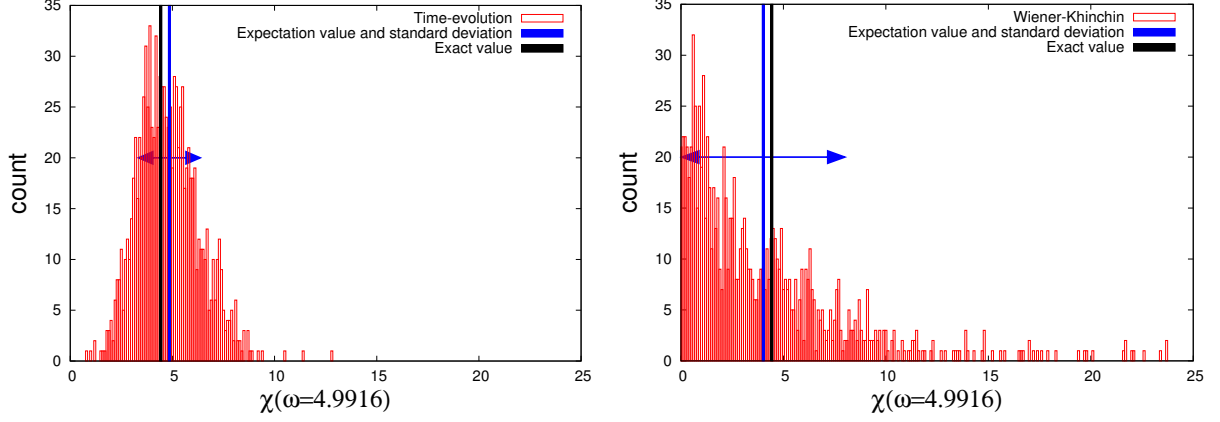 35
30
25
20
15
10
5
0
count
Time-evolution
Expectation value and standard deviation
Exact value
0 5 10 15 20 25
χ(ω=4.9916)
35
30
25
20
15
10
5
0
count
Wiener-Khinchin
Expectation value and standard deviation
Exact value
0 5 10 15 20 25
χ(ω=4.9916)